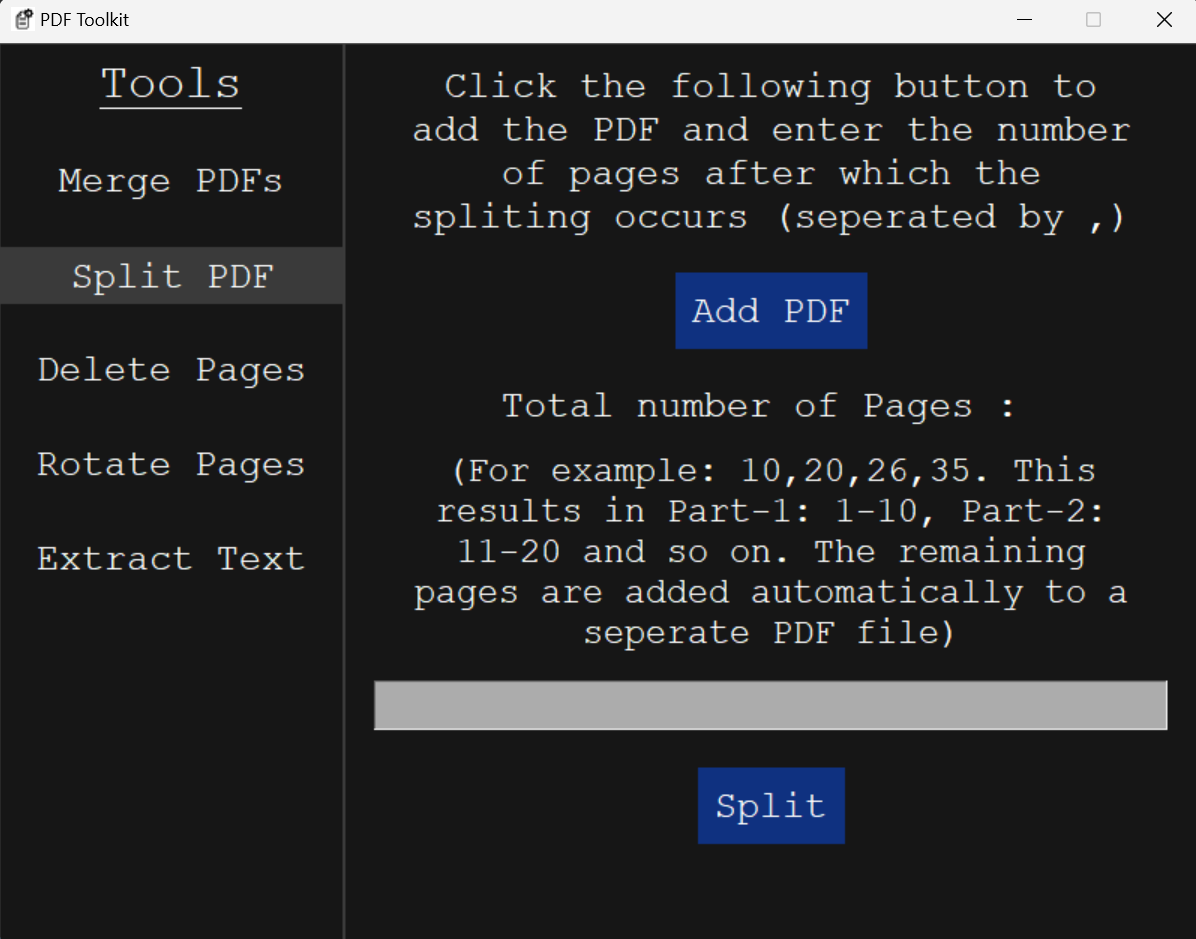 PDF Toolkit
Tools
Merge PDFs
Split PDF
Delete Pages
Rotate Pages
Extract Text
Click the following button to
add the PDF and enter the number
of pages after which the
spliting occurs (seperated by ,)
Add PDF
Total number of Pages :
(For example: 10,20,26,35. This
results in Part-1: 1-10, Part-2:
11-20 and so on. The remaining
pages are added automatically to a
seperate PDF file)
Split